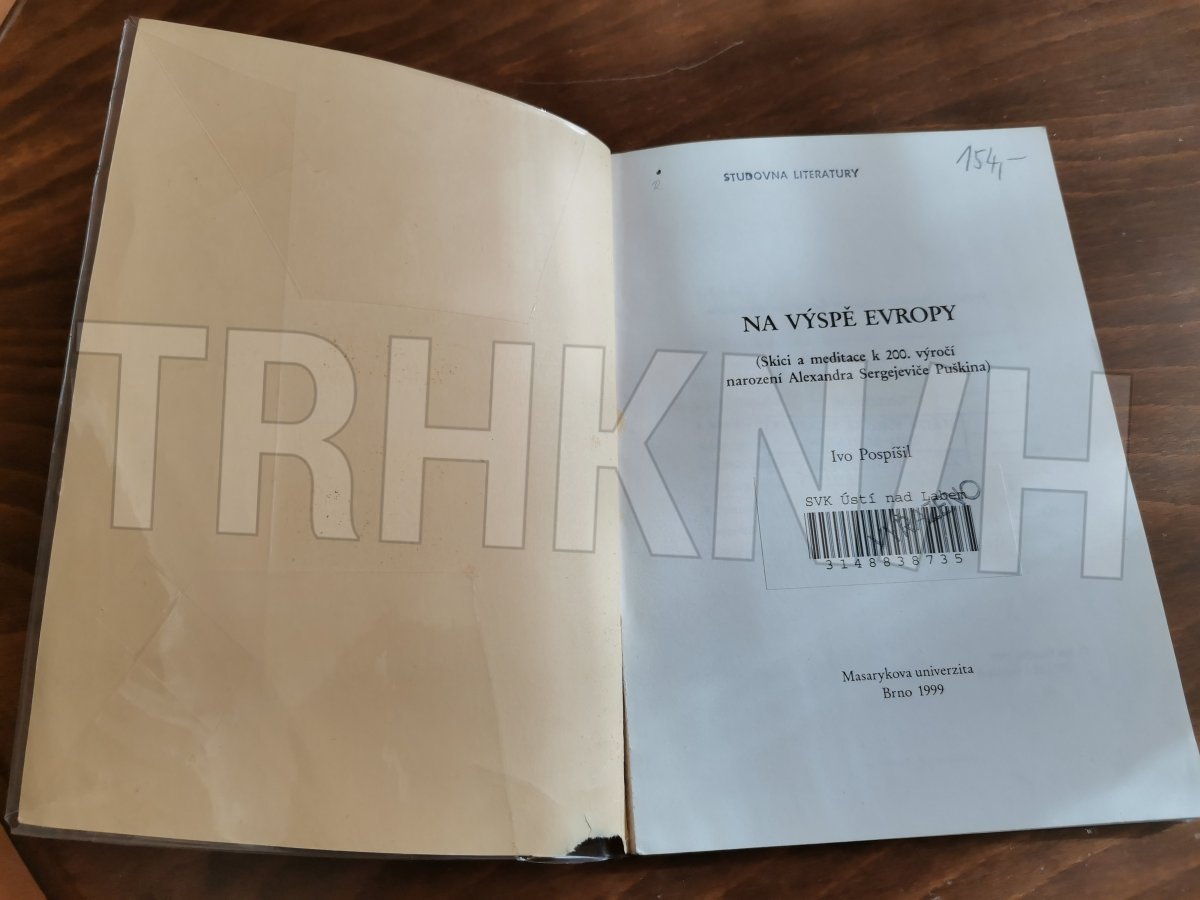 STUDOVNA LITERATURY
154,-
NA VÝSPĚ EVROPY
(Skici a meditace k 200. výročí
narození Alexandra Sergejeviče Puškina)
TRHKNIH
Ivo Pospíšil
SVK Ústí nad Labem
VYŘAZENO
3148838735
Masarykova univerzita
Brno 1999